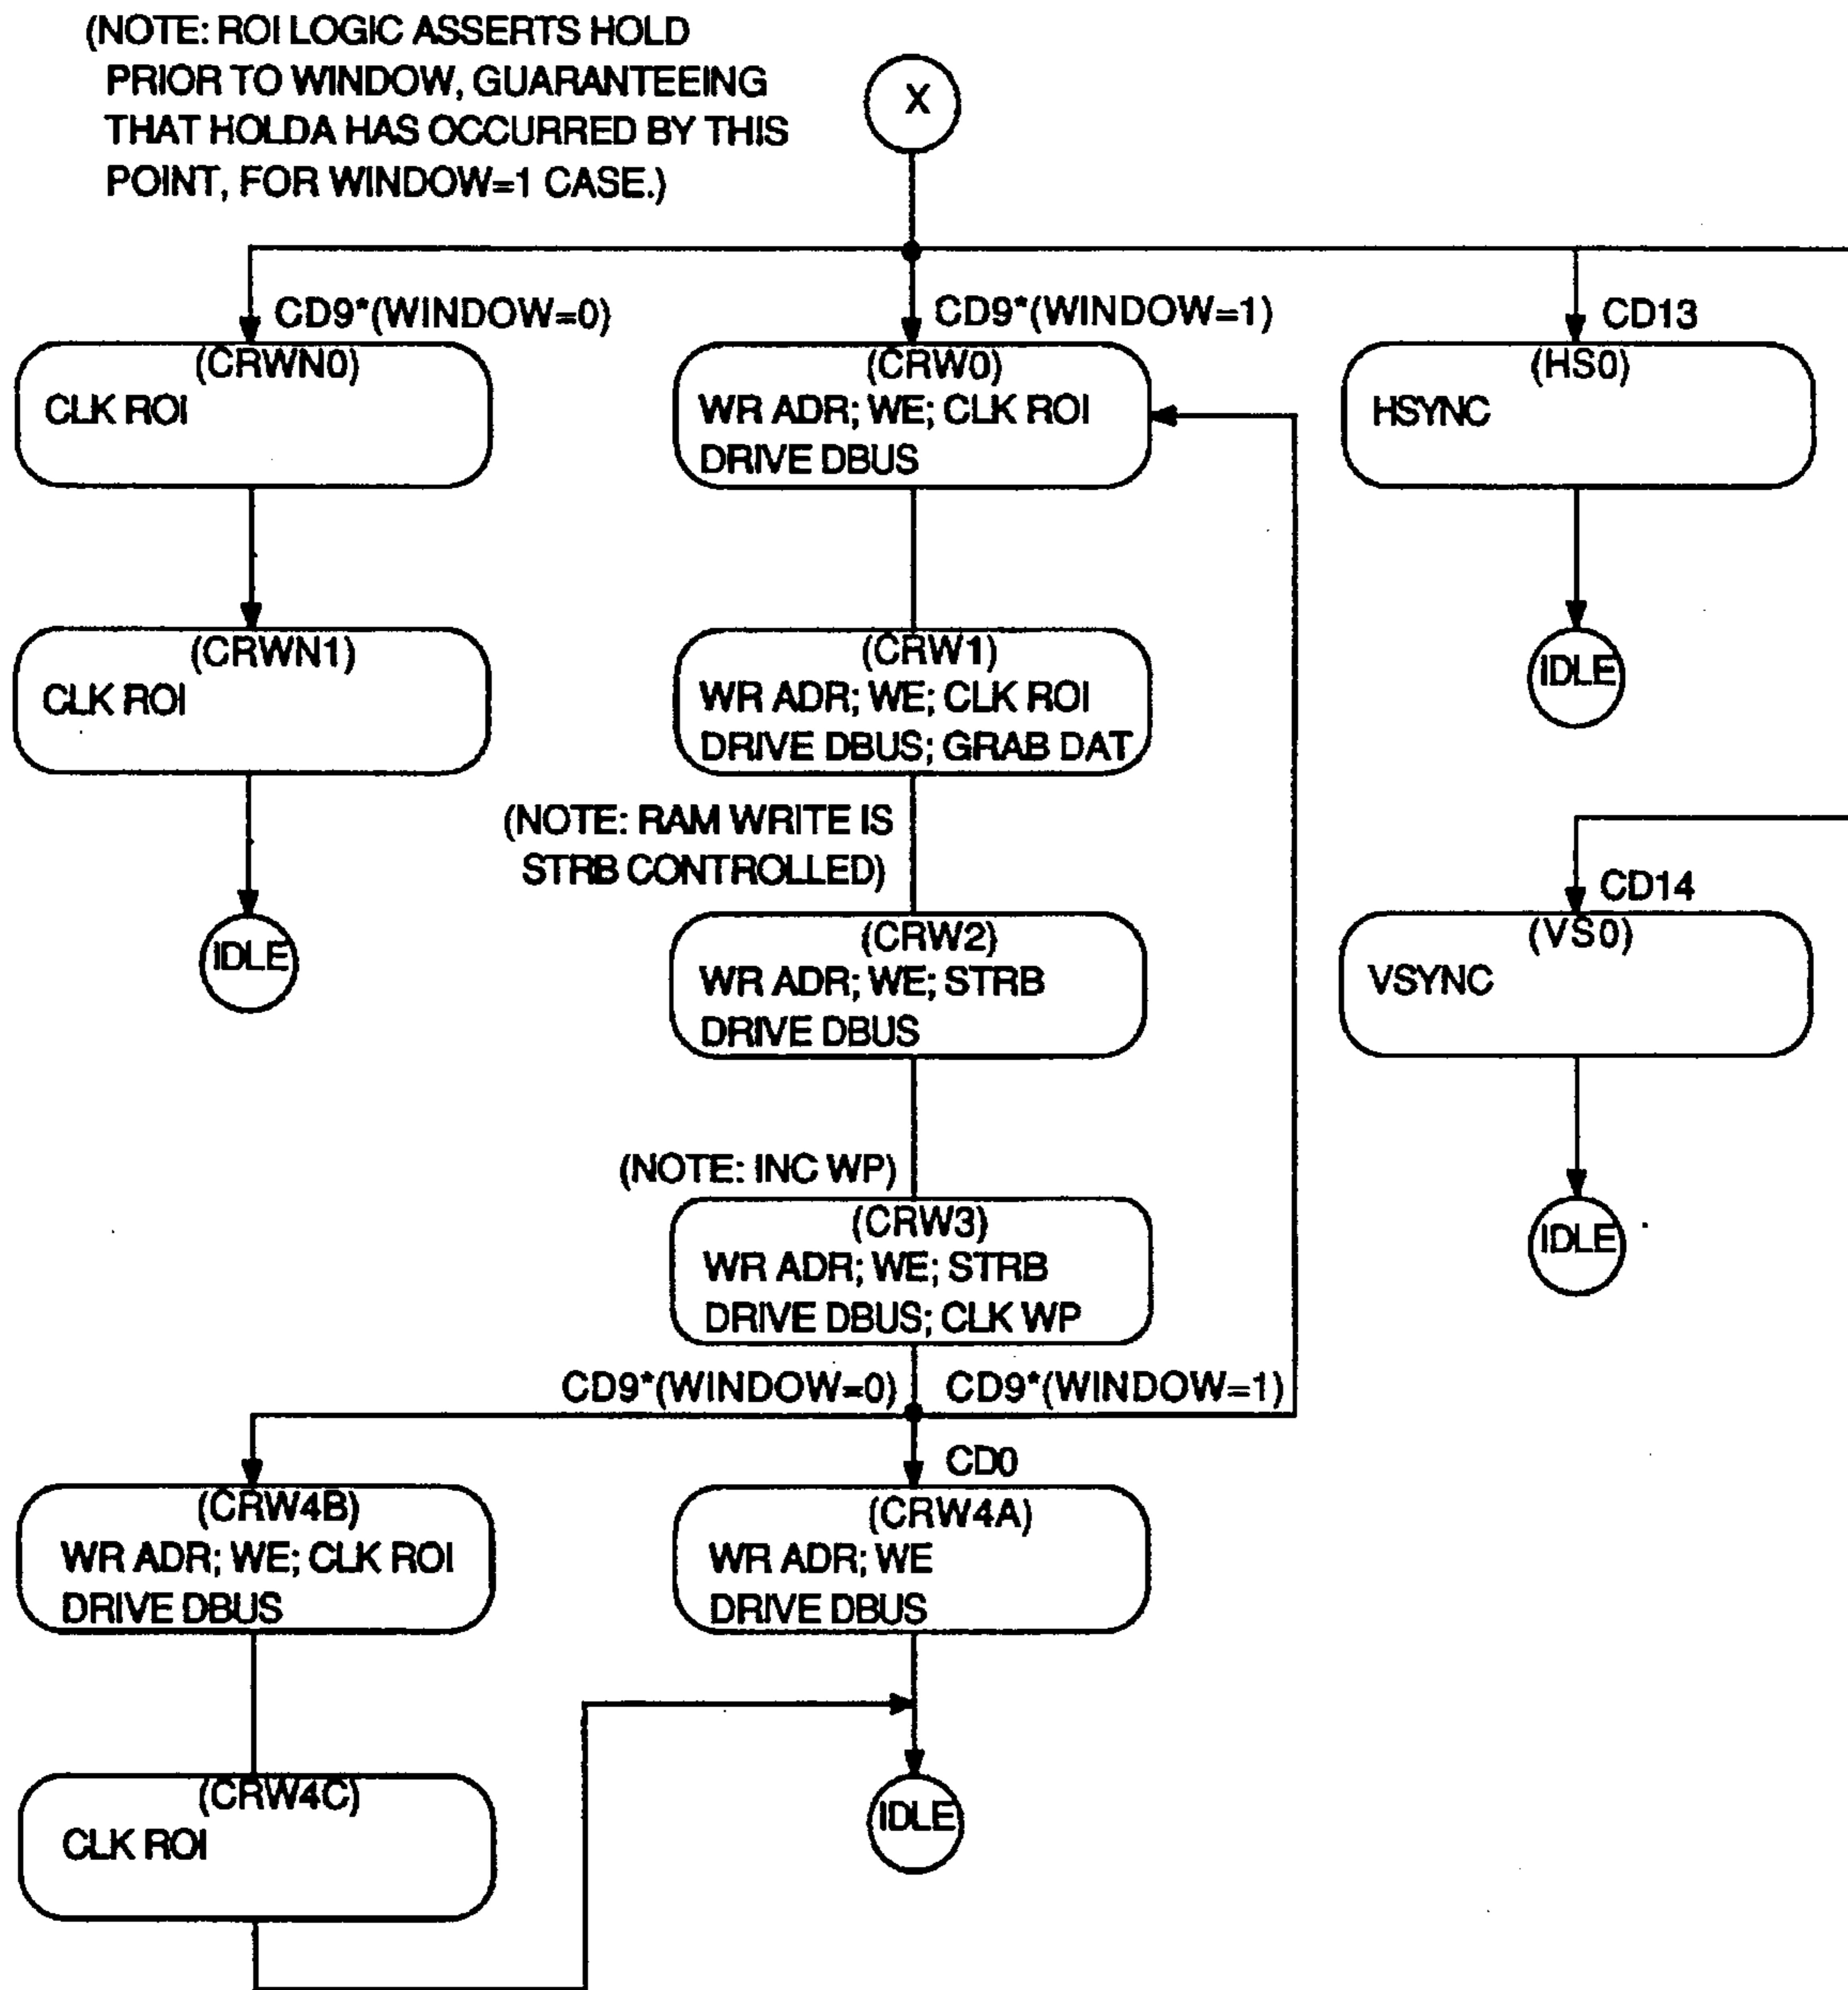 (NOTE: ROI LOGIC ASSERTS HOLD
PRIOR TO WINDOW, GUARANTEEING
THAT HOLDA HAS OCCURRED BY THIS
POINT, FOR WINDOW=1 CASE.)
X
CD9*(WINDOW=0)
CD9*(WINDOW=1)
CD13
(CRWN0)
CLK ROI
(CRW0)
WR ADR; WE; CLK ROI
DRIVE DBUS
(HS0)
HSYNC
(CRWN1)
CLK ROI
(CRW1)
WR ADR; WE; CLK ROI
DRIVE DBUS; GRAB DAT
IDLE
(NOTE: RAM WRITE IS
STRB CONTROLLED)
CD14
IDLE
(CRW2)
WR ADR; WE; STRB
DRIVE DBUS
(VS0)
VSYNC
(NOTE: INC WP)
(CRW3)
WR ADR; WE; STRB
DRIVE DBUS; CLK WP
IDLE
CD9*(WINDOW=0)
CD9*(WINDOW=1)
CD0
(CRW4B)
WR ADR; WE; CLK ROI
DRIVE DBUS
(CRW4A)
WR ADR; WE
DRIVE DBUS
(CRW4C)
CLK ROI
IDLE